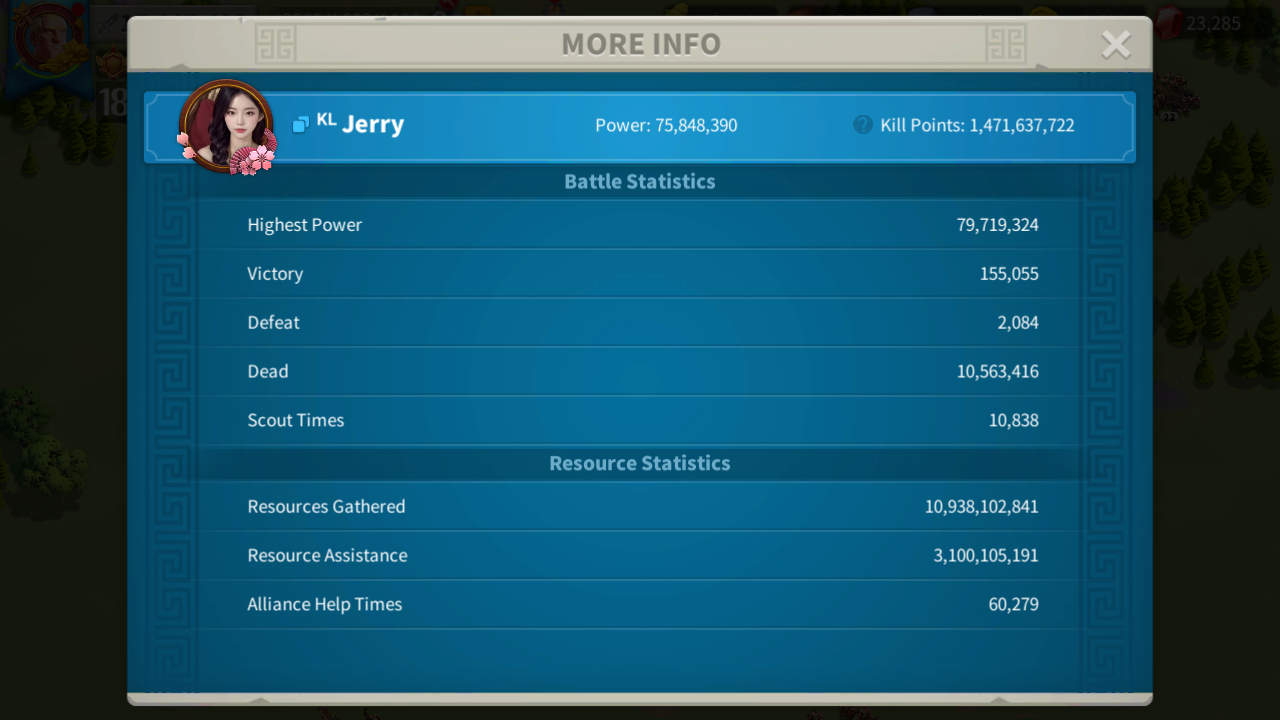 MORE INFO
23,285
18
22
ᴷᴸ Jerry
Power: 75,848,390
Kill Points: 1,471,637,722
Battle Statistics
Highest Power 79,719,324
Victory 155,055
Defeat 2,084
Dead 10,563,416
Scout Times 10,838
Resource Statistics
Resources Gathered 10,938,102,841
Resource Assistance 3,100,105,191
Alliance Help Times 60,279